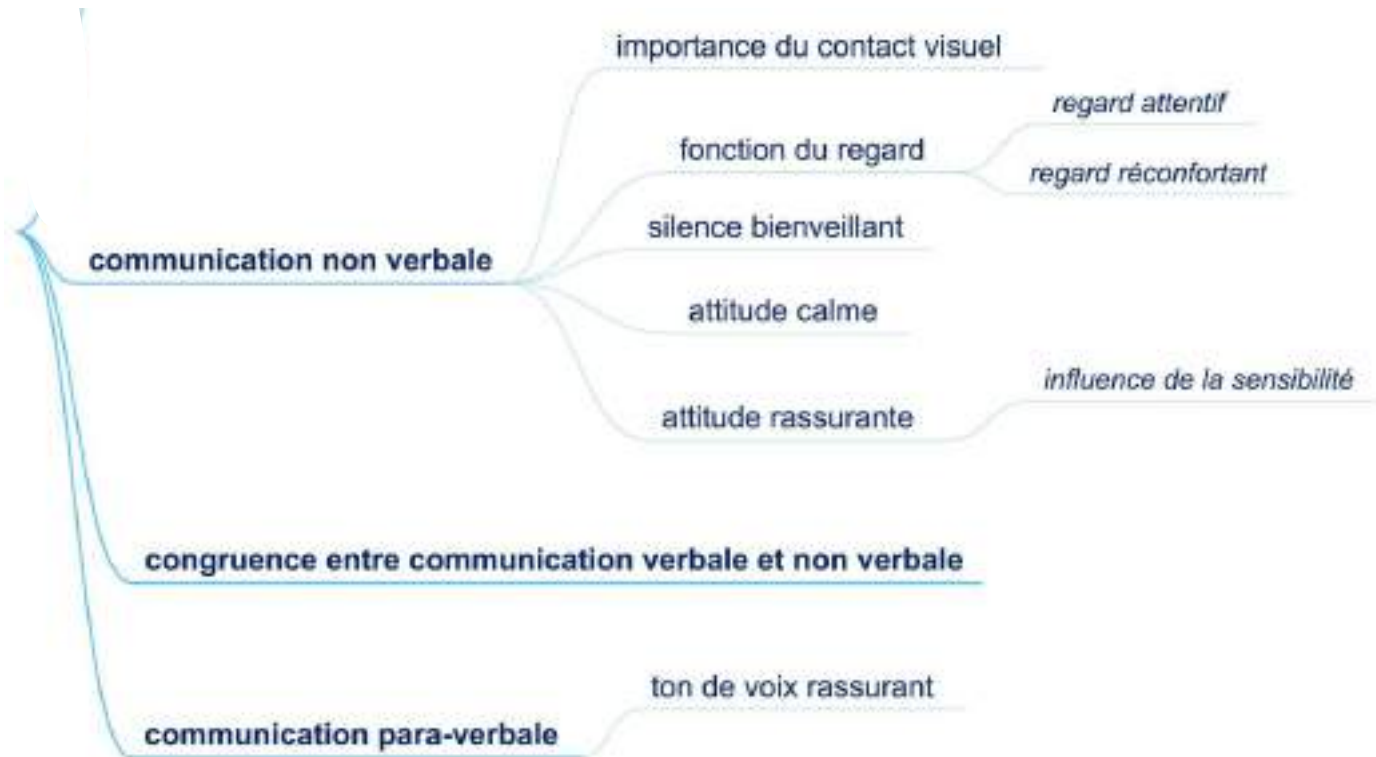 importance du contact visuel
regard attentif
fonction du regard
regard réconfortant
silence bienveillant
communication non verbale
attitude calme
influence de la sensibilité
attitude rassurante
congruence entre communication verbale et non verbale
ton de voix rassurant
communication para-verbale